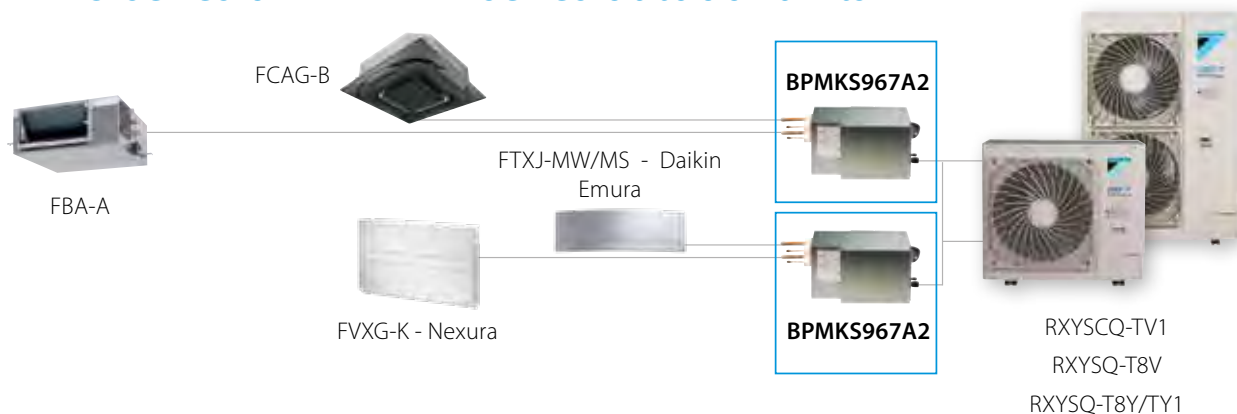 FCAG-B
BPMKS967A2
FBA-A
FTXJ-MW/MS - Daikin
Emura
FVXG-K - Nexura
BPMKS967A2
RXYSCQ-TV1
RXYSQ-T8V
RXYSQ-T8Y/TY1